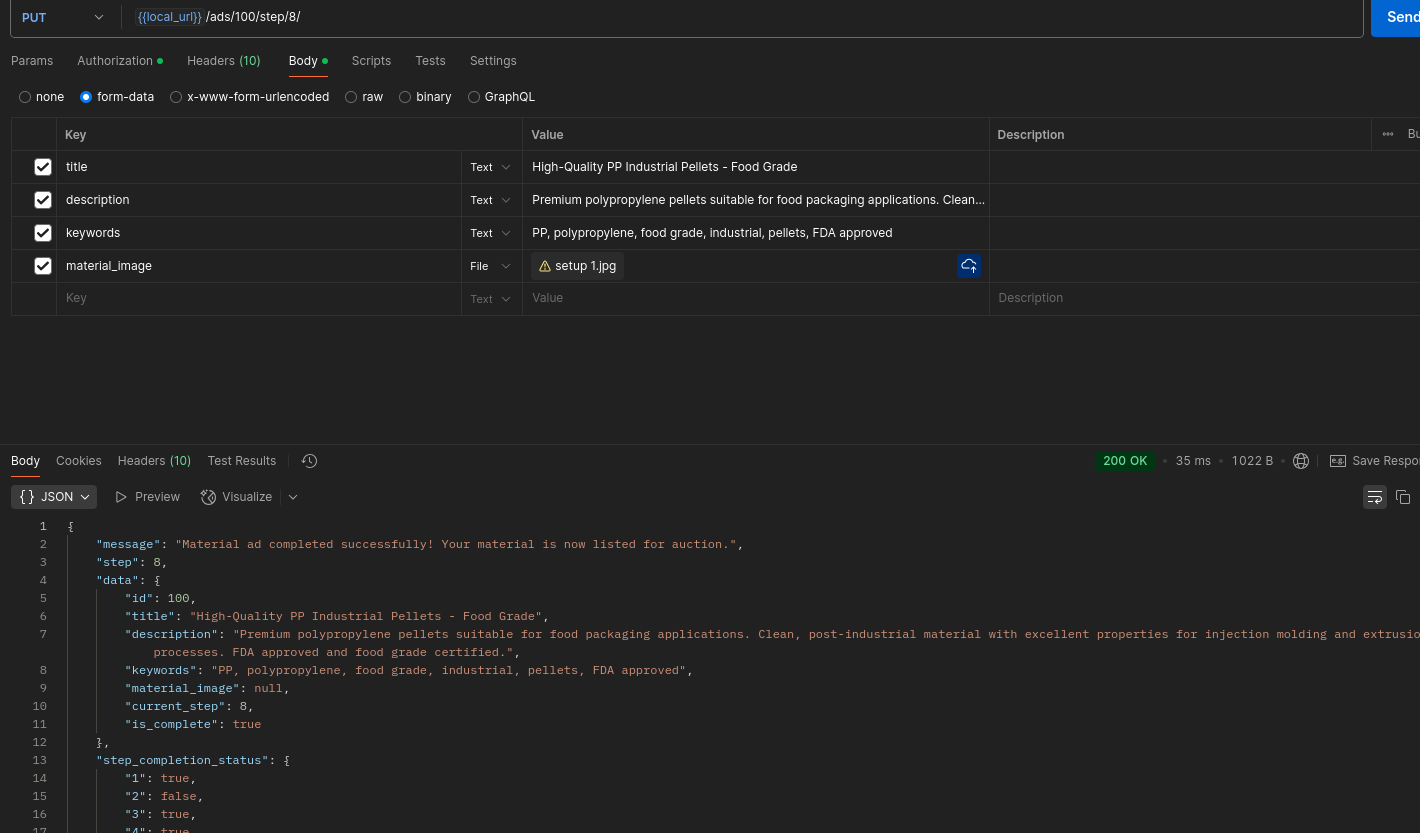 PUT {{local_url}}/ads/100/step/8/ Send
Params Authorization Headers (10) Body Scripts Tests Settings
none form-data x-www-form-urlencoded raw binary GraphQL
Key Value Description ••• Bu
title Text High-Quality PP Industrial Pellets - Food Grade
description Text Premium polypropylene pellets suitable for food packaging applications. Clean...
keywords Text PP, polypropylene, food grade, industrial, pellets, FDA approved
material_image File setup 1.jpg
Key Text Value Description
Body Cookies Headers (10) Test Results 200 OK • 35 ms • 1022 B • e.g. Save Respo
{} JSON Preview Visualize
1 {
2 "message": "Material ad completed successfully! Your material is now listed for auction.",
3 "step": 8,
4 "data": {
5 "id": 100,
6 "title": "High-Quality PP Industrial Pellets - Food Grade",
7 "description": "Premium polypropylene pellets suitable for food packaging applications. Clean, post-industrial material with excellent properties for injection molding and extrusio
processes. FDA approved and food grade certified.",
8 "keywords": "PP, polypropylene, food grade, industrial, pellets, FDA approved",
9 "material_image": null,
10 "current_step": 8,
11 "is_complete": true
12 },
13 "step_completion_status": {
14 "1": true,
15 "2": false,
16 "3": true,
17 "4": true